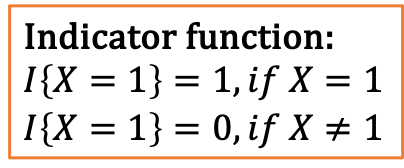 Indicator function:
I{X = 1} = 1, if X = 1
I{X = 1} = 0, if X ≠ 1